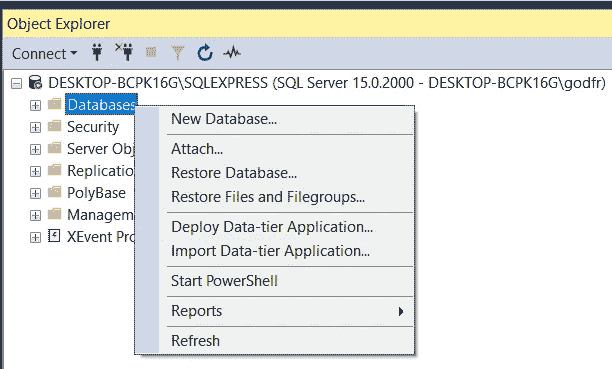 Object Explorer
Connect
DESKTOP-BCPK16G\SQLEXPRESS (SQL Server 15.0.2000 - DESKTOP-BCPK16G\godfr)
Databases
Security
Server Obj
Replication
PolyBase
Managem
XEvent Pro
New Database...
Attach...
Restore Database...
Restore Files and Filegroups...
Deploy Data-tier Application...
Import Data-tier Application...
Start PowerShell
Reports
Refresh